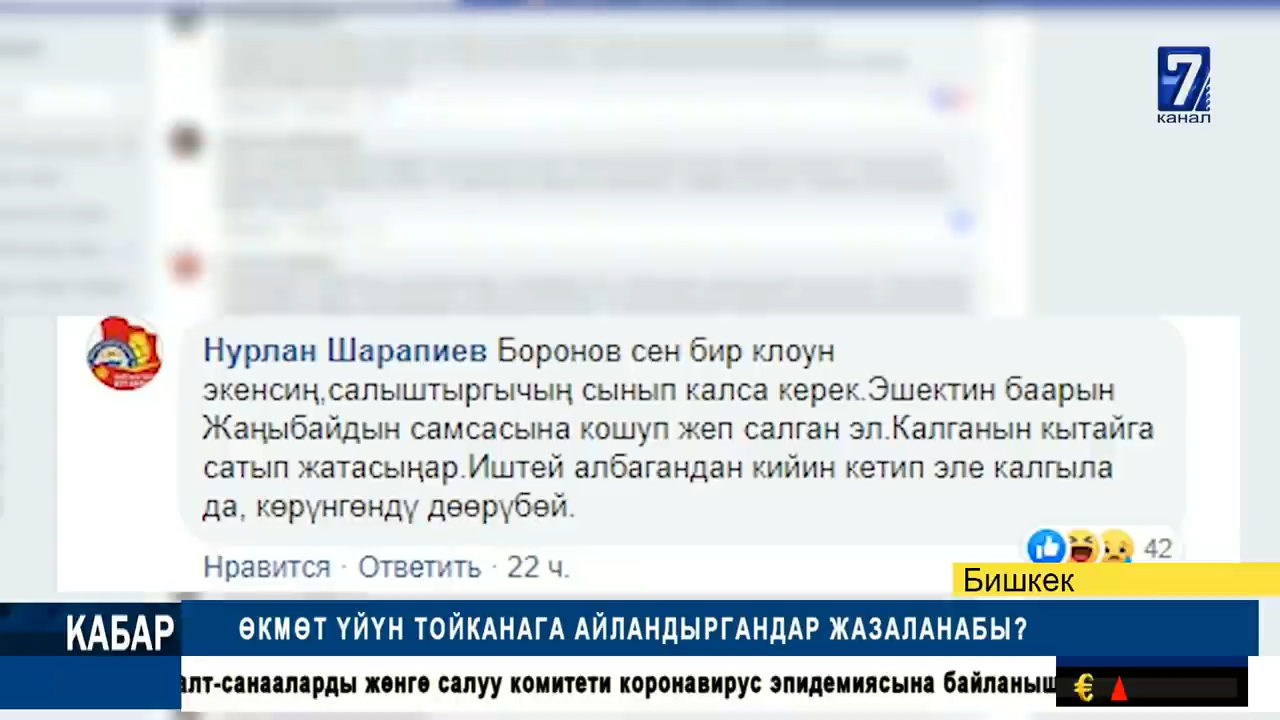 7
канал
Нурлан Шарапиев Боронов сен бир клоун
экенсиң,салыштыргычың сынып калса керек.Эшектин баарын
Жаңыбайдын самсасына кошуп жеп салган эл.Калганын кытайга
сатып жатасыңар.Иштей албагандан кийин кетип эле калгыла
да, көрүнгөндү дөөрүбөй.
42
Нравится · Ответить · 22 ч.
Бишкек
КАБАР
ӨКМӨТ ҮЙҮН ТОЙКАНАГА АЙЛАНДЫРГАНДАР ЖАЗАЛАНАБЫ?
алт-санааларды жөнгө салуу комитети коронавирус эпидемиясына байланыш
€